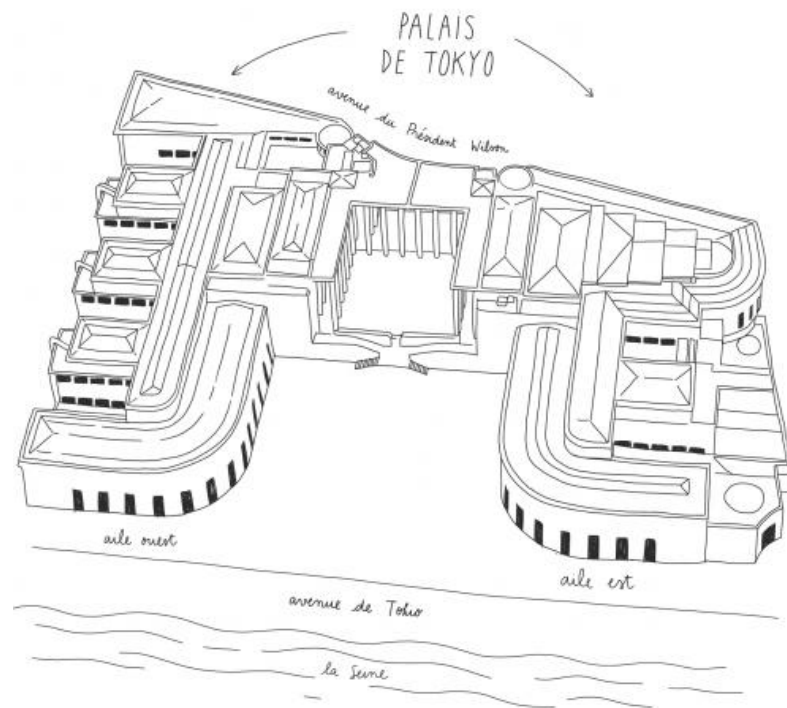 PALAIS
DE TOKYO
avenue du Président Wilson
aile ouest
aile est
avenue de Tokio
la Seine